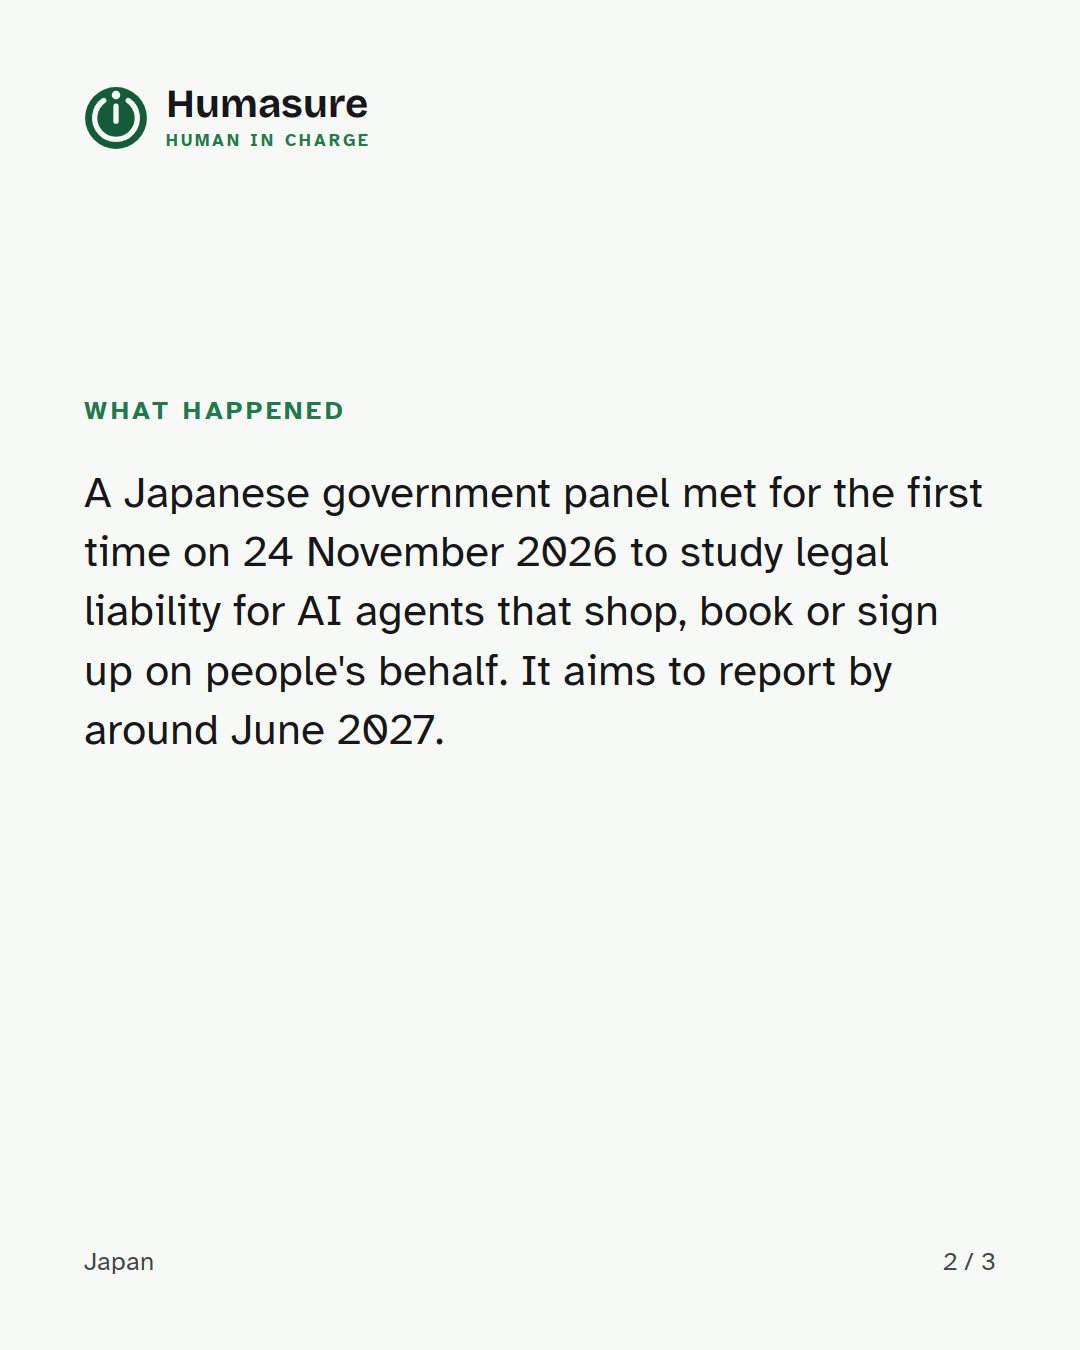 Humasure
HUMAN IN CHARGE
WHAT HAPPENED
A Japanese government panel met for the first
time on 24 November 2026 to study legal
liability for AI agents that shop, book or sign
up on people's behalf. It aims to report by
around June 2027.
Japan
2 / 3